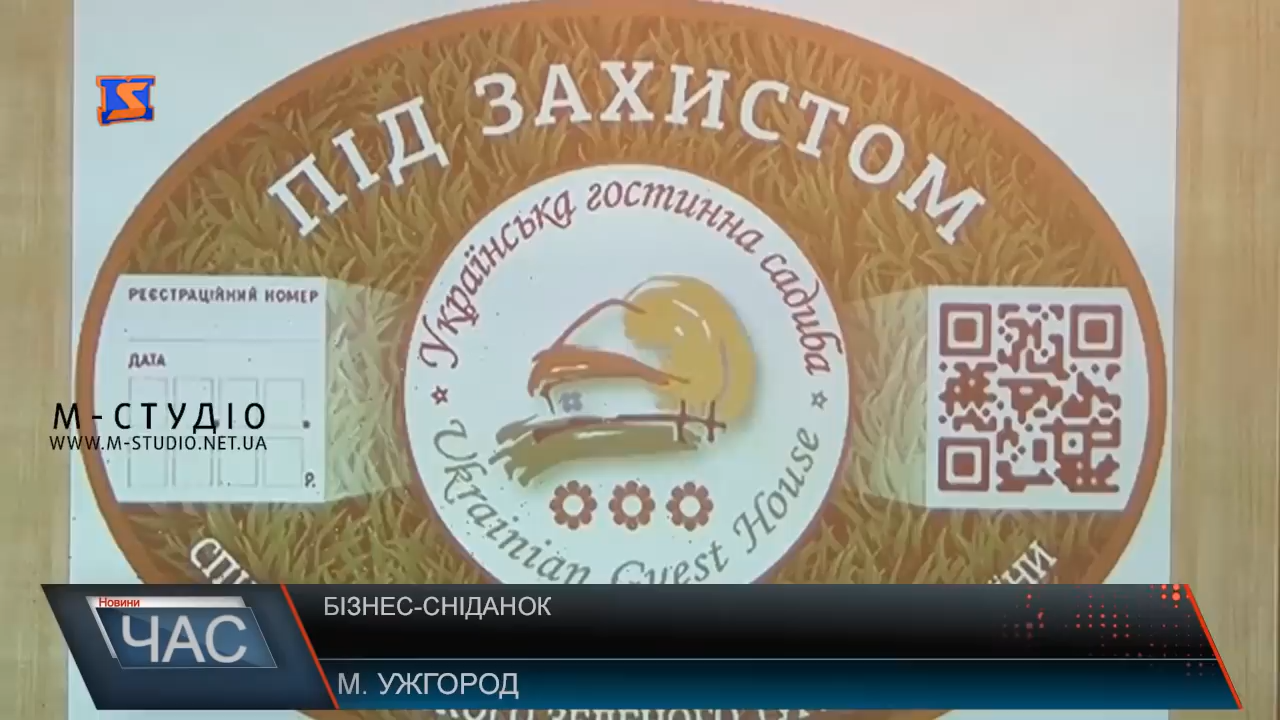 ПІД ЗАХИСТОМ
Українська гостинна садиба
РЕЄСТРАЦІЙНИЙ НОМЕР
ДАТА
Р.
М-СТУДІО
WWW.M-STUDIO.NET.UA
Ukrainian Guest House
Новини
ЧАС
БІЗНЕС-СНІДАНОК
М. УЖГОРОД
ЗЕЛЕНОГО